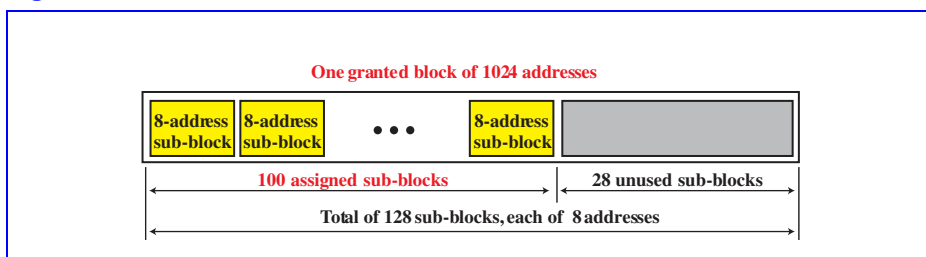 One granted block of 1024 addresses
8-address 8-address 8-address
sub-block sub-block • • • sub-block
100 assigned sub-blocks 28 unused sub-blocks
Total of 128 sub-blocks, each of 8 addresses